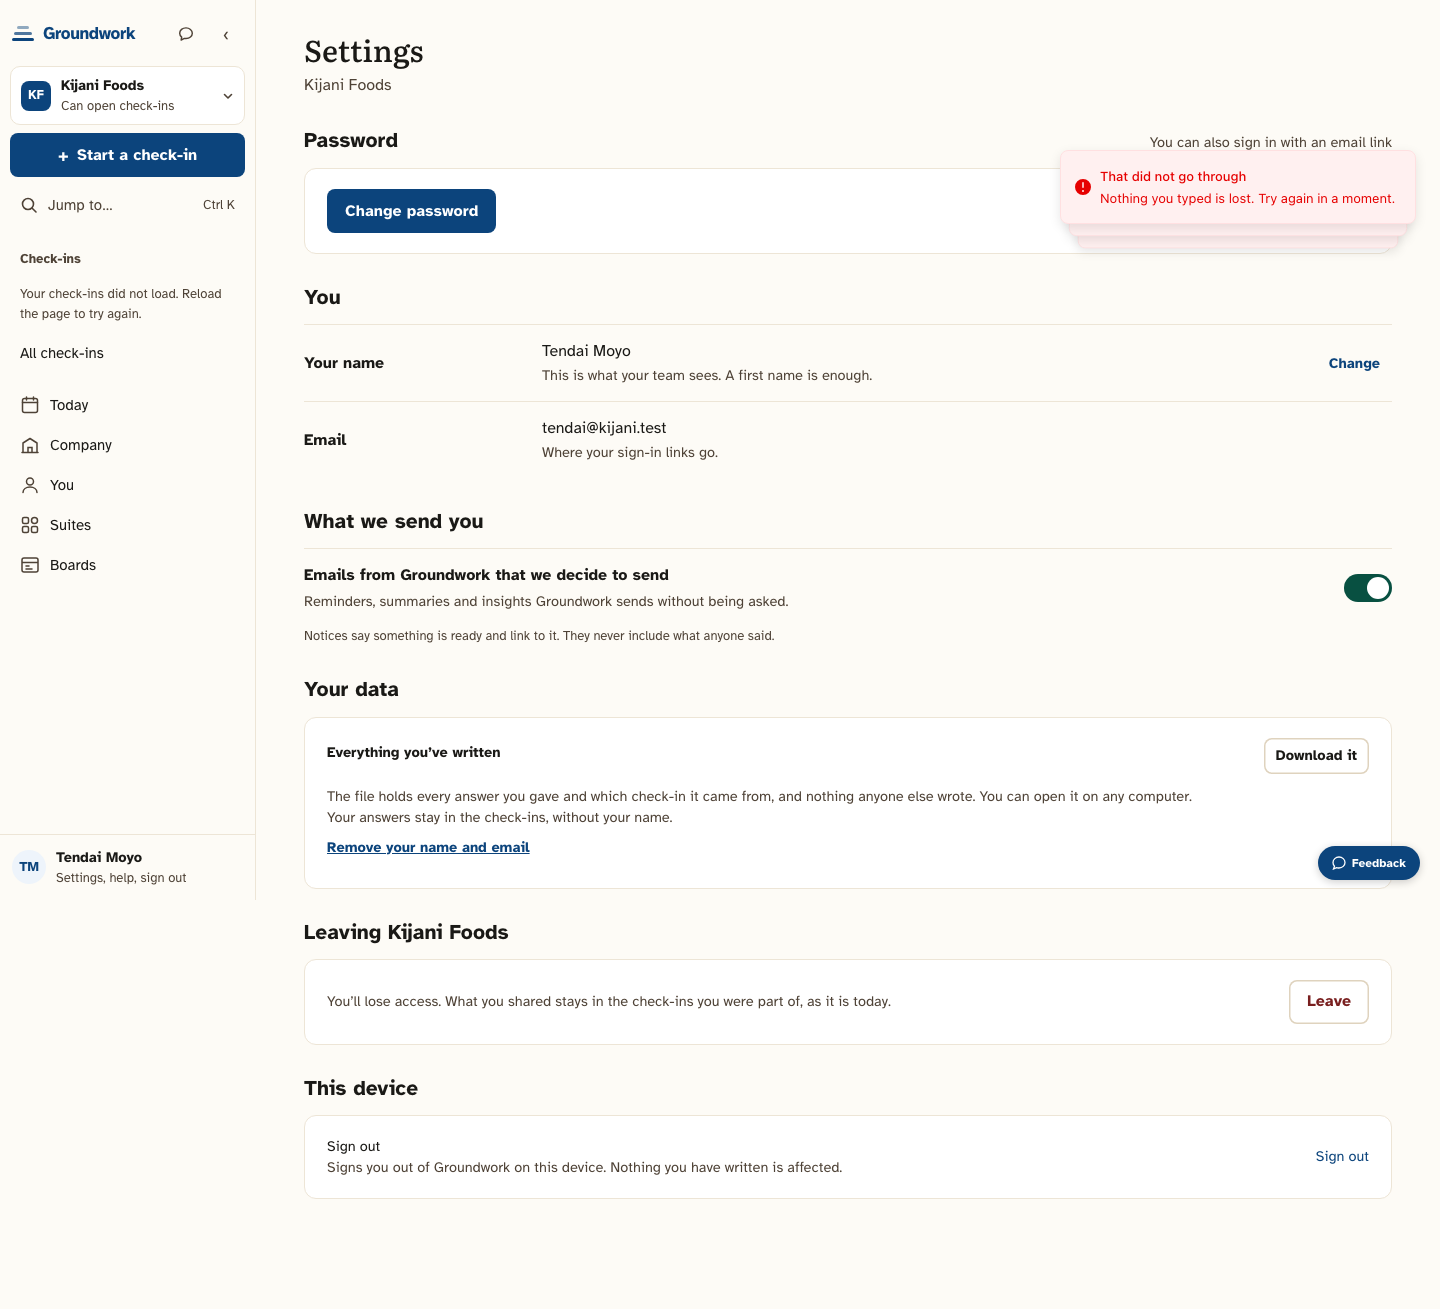 Groundwork
KF
Kijani Foods
Can open check-ins
+ Start a check-in
Jump to...
Ctrl K
Check-ins
Your check-ins did not load. Reload
the page to try again.
All check-ins
Today
Company
You
Suites
Boards
TM
Tendai Moyo
Settings, help, sign out
Settings
Kijani Foods
Password
You can also sign in with an email link
Change password
That did not go through
Nothing you typed is lost. Try again in a moment.
You
Your name
Tendai Moyo
This is what your team sees. A first name is enough.
Change
Email
tendai@kijani.test
Where your sign-in links go.
What we send you
Emails from Groundwork that we decide to send
Reminders, summaries and insights Groundwork sends without being asked.
Notices say something is ready and link to it. They never include what anyone said.
Your data
Everything you’ve written
Download it
The file holds every answer you gave and which check-in it came from, and nothing anyone else wrote. You can open it on any computer.
Your answers stay in the check-ins, without your name.
Remove your name and email
Feedback
Leaving Kijani Foods
You’ll lose access. What you shared stays in the check-ins you were part of, as it is today.
Leave
This device
Sign out
Signs you out of Groundwork on this device. Nothing you have written is affected.
Sign out